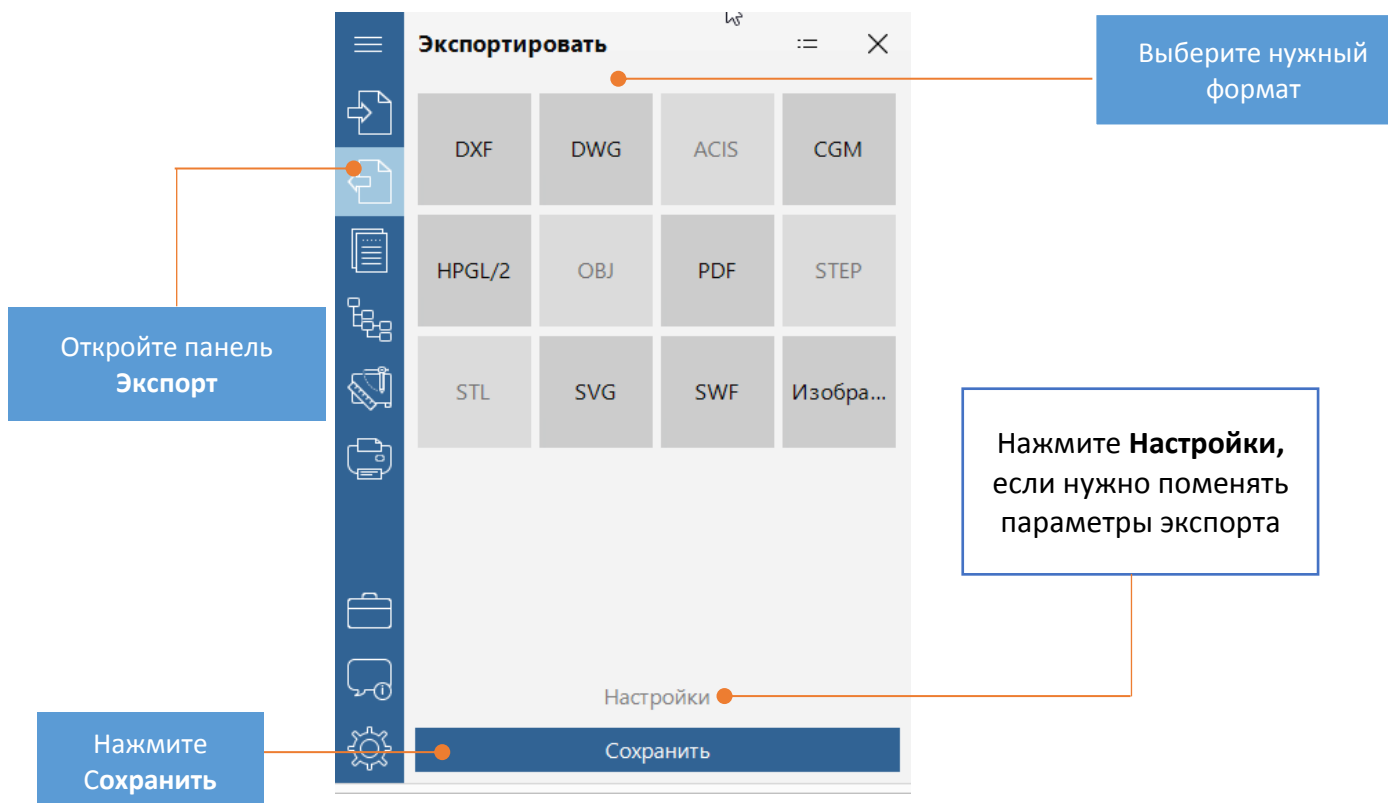 Экспортировать
Выберите нужный
формат
DXF
DWG
ACIS
CGM
HPGL/2
OBJ
PDF
STEP
Откройте панель
Экспорт
STL
SVG
SWF
Изобра...
Нажмите Настройки,
если нужно поменять
параметры экспорта
Настройки
Нажмите
Сохранить
Сохранить